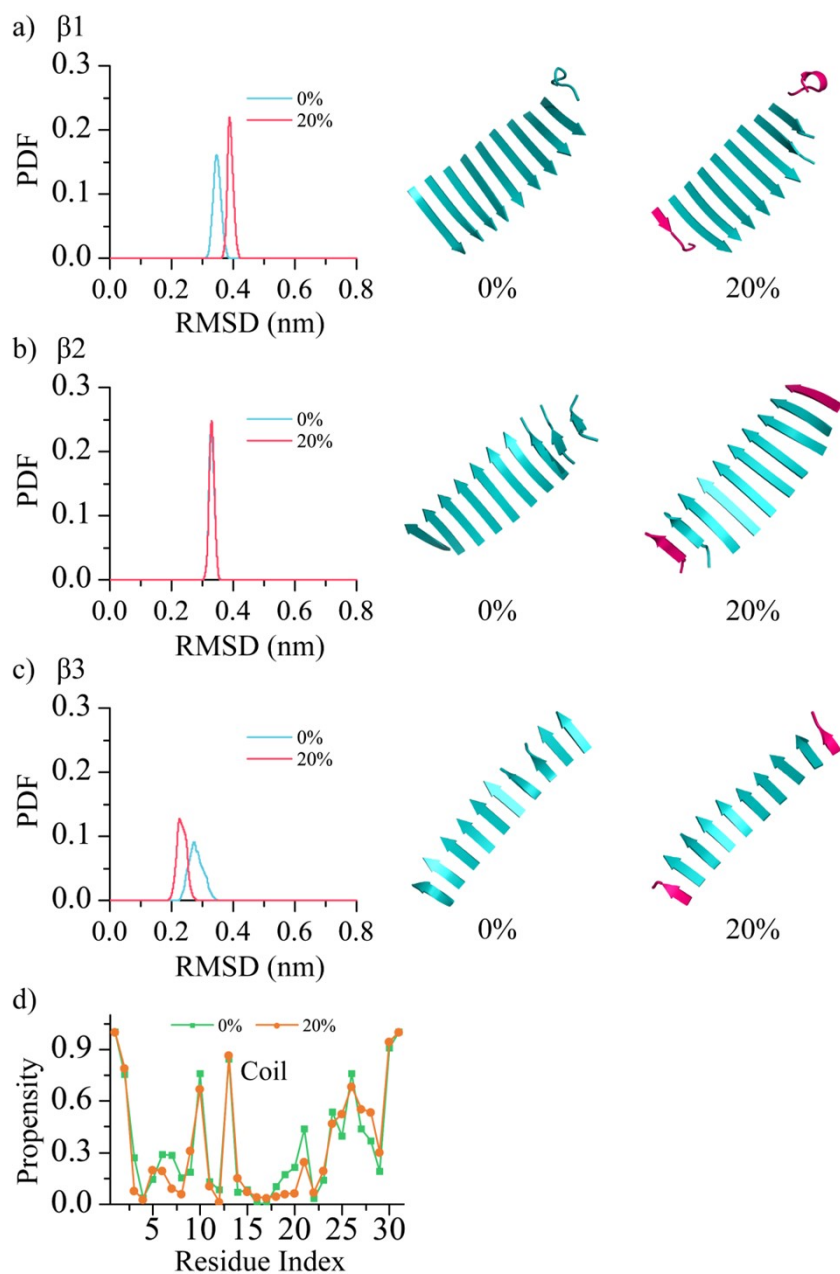 a) β1
0.3
0.2
0.1
0.0
PDF
0%
20%
0.0 0.2 0.4 0.6 0.8
RMSD (nm)
0%
20%
b) β2
0.3
0.2
0.1
0.0
PDF
0%
20%
0.0 0.2 0.4 0.6 0.8
RMSD (nm)
0%
20%
c) β3
0.3
0.2
0.1
0.0
PDF
0%
20%
0.0 0.2 0.4 0.6 0.8
RMSD (nm)
0%
20%
d)
0% 20%
0.9
0.6
0.3
0.0
Propensity
Coil
5 10 15 20 25 30
Residue Index